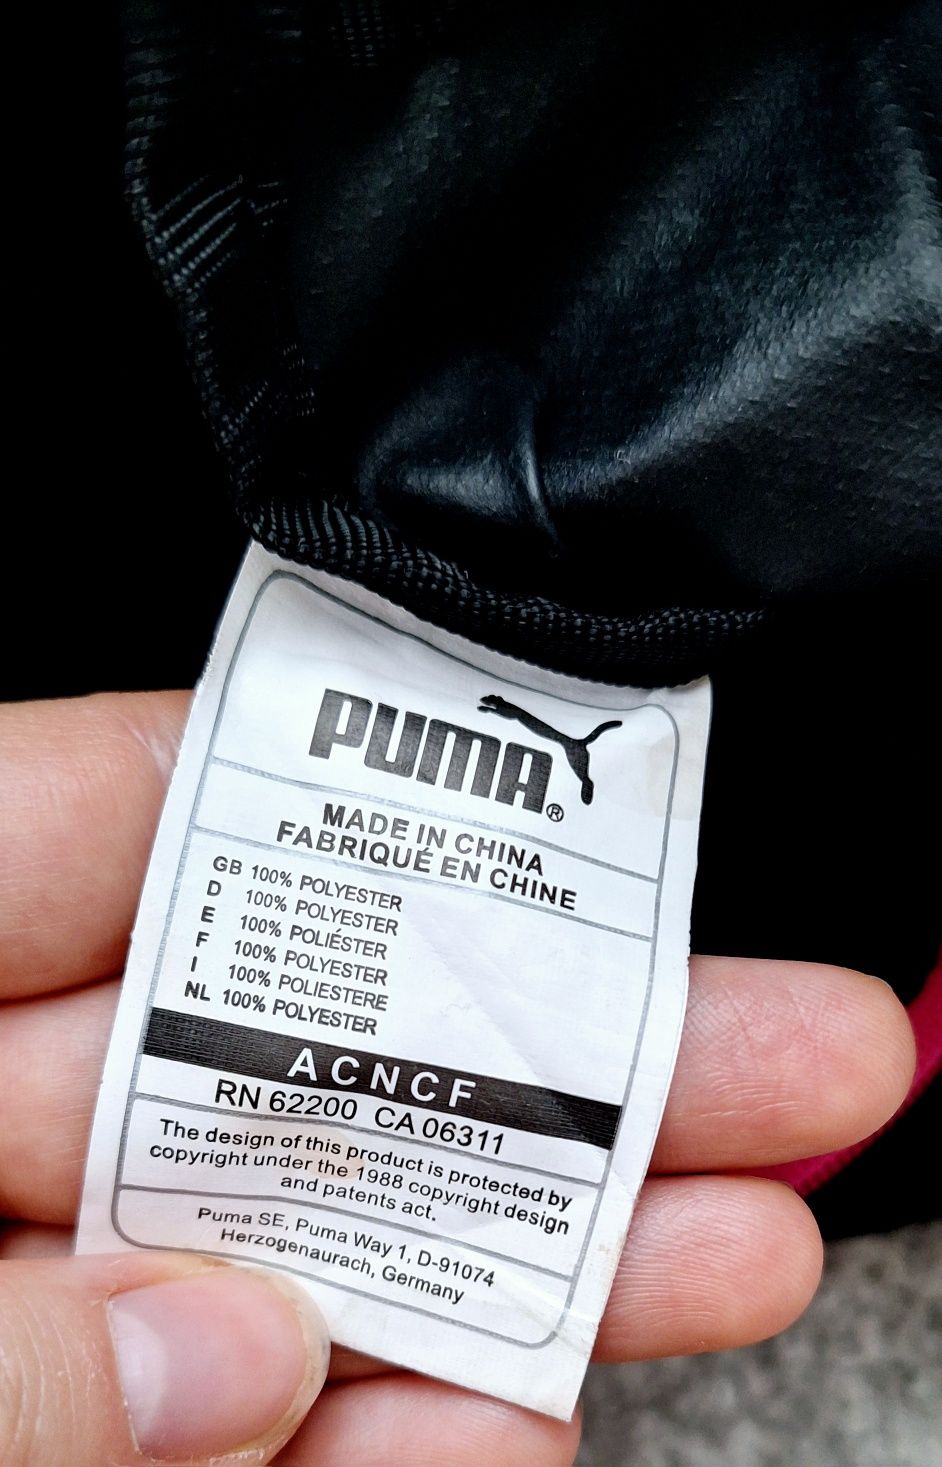 PUMA®
MADE IN CHINA
FABRIQUÉ EN CHINE
GB 100% POLYESTER
D 100% POLYESTER
E 100% POLIÉSTER
F 100% POLYESTER
I 100% POLIESTERE
NL 100% POLYESTER
ACNCF
RN 62200 CA 06311
The design of this product is protected by
copyright under the 1988 copyright design
and patents act.
Puma SE, Puma Way 1, D-91074
Herzogenaurach, Germany